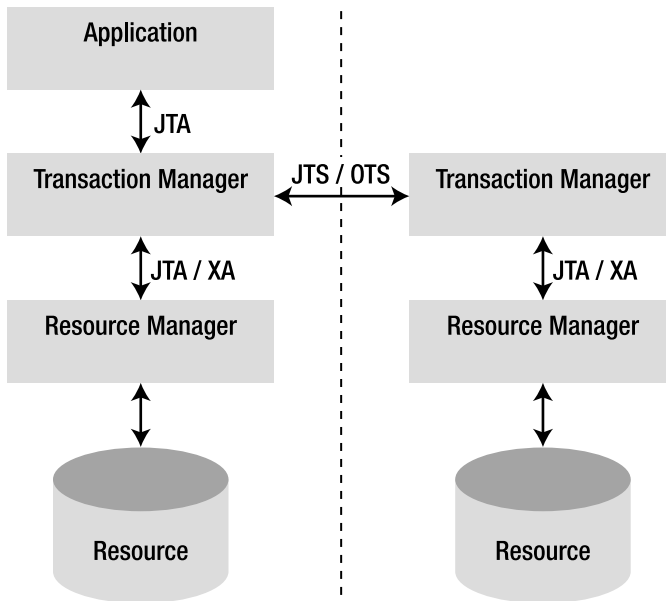 Application
JTA
Transaction Manager
JTS / OTS
Transaction Manager
JTA / XA
JTA / XA
Resource Manager
Resource Manager
Resource
Resource